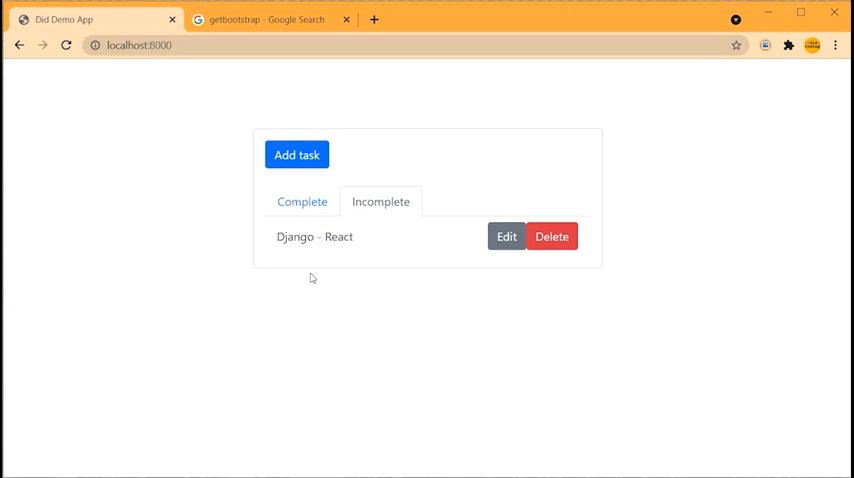 Did Demo App
getbootstrap - Google Search
localhost:8000
Add task
Complete
Incomplete
Django - React
Edit
Delete